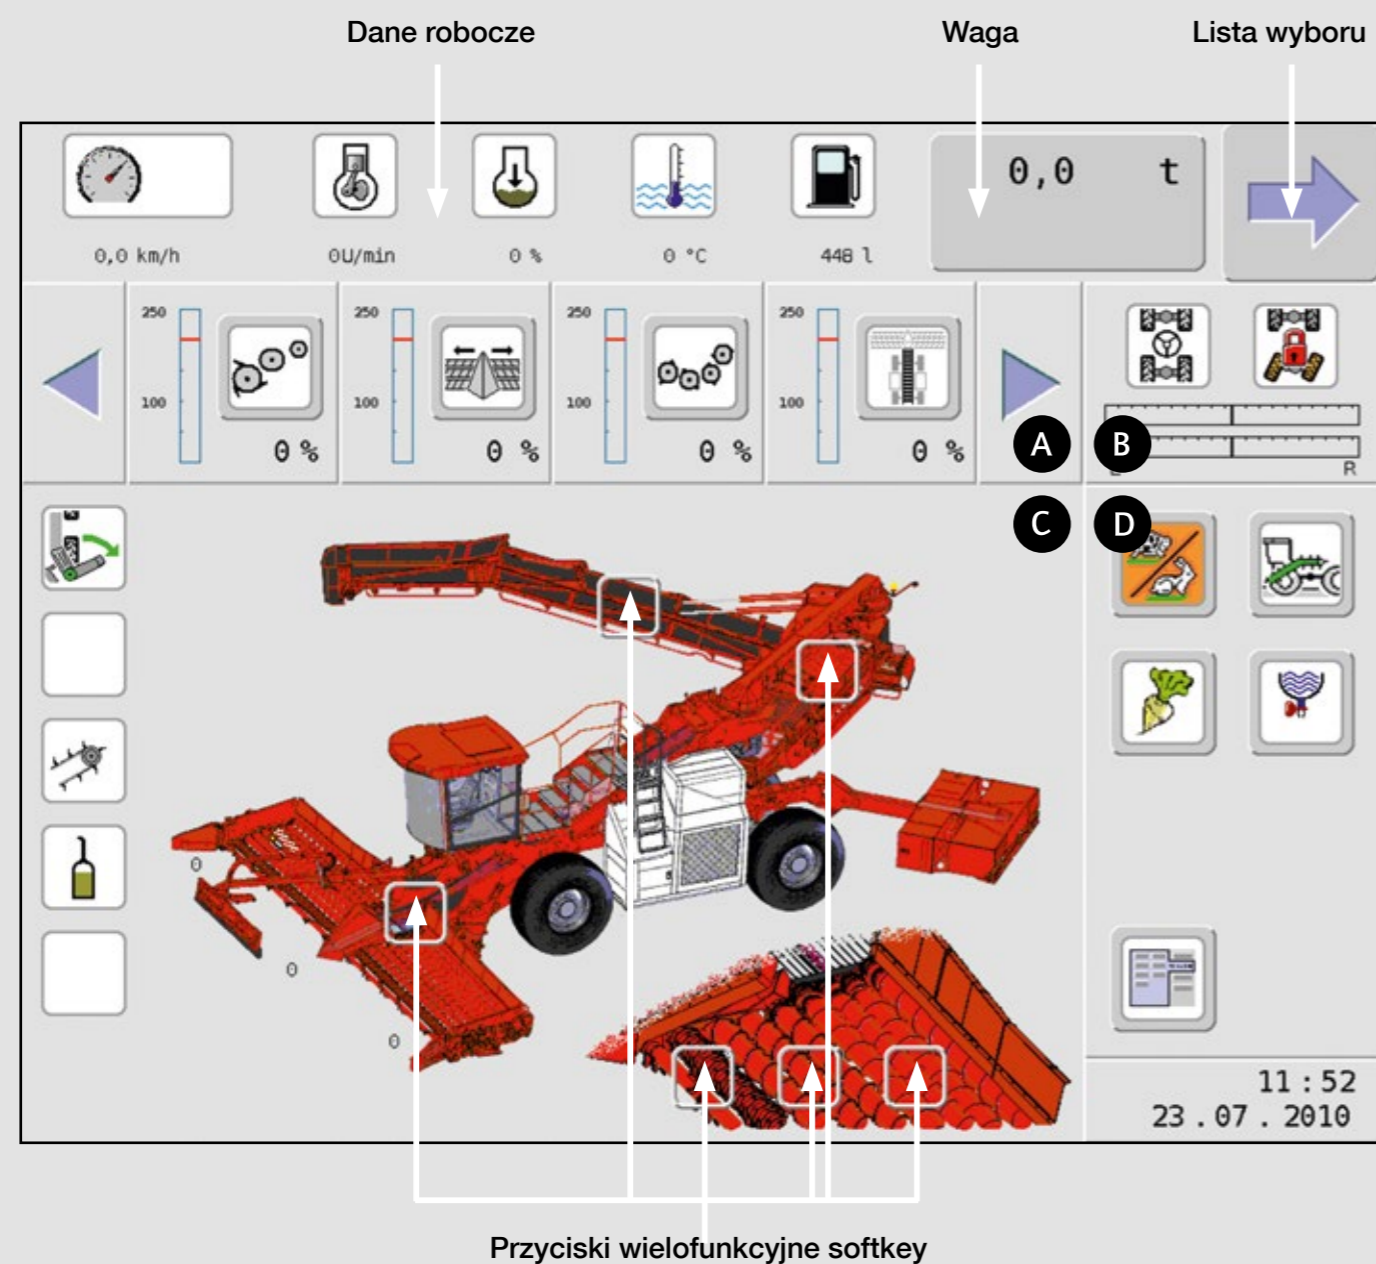 Dane robocze Waga Lista wyboru
0,0 t
0,0 km/h 0U/min 0 % 0 °C 448 l
250 250 250 250
100 100 100 100
0 % 0 % 0 % 0 %
A B
R
C D
0
0
0
11:52
23.07.2010
Przyciski wielofunkcyjne softkey